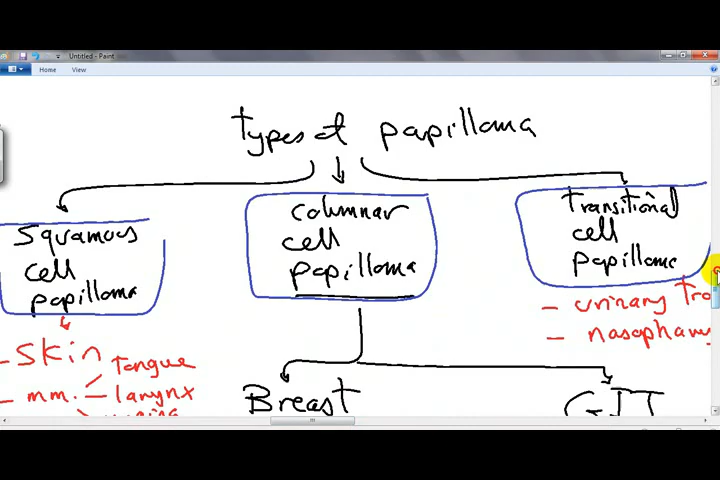 Untitled - Paint
Home View
types of papilloma
Squamous
cell
papilloma
columnar
cell
papilloma
transitional
cell
papilloma
- urinary
-
- Skin
- mm.
Tongue
larynx
Breast
GIT